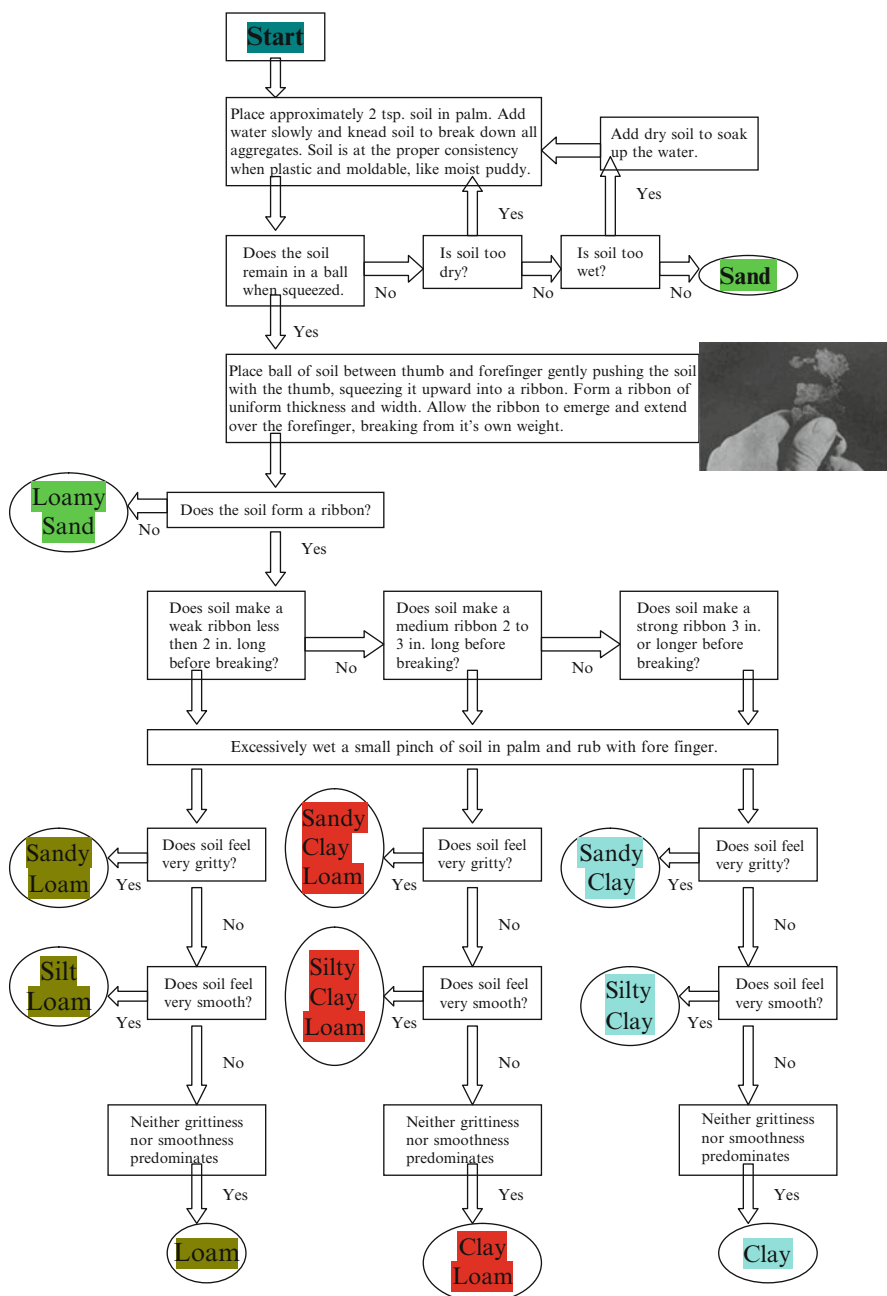 Start
Place approximately 2 tsp. soil in palm. Add
water slowly and knead soil to break down all
aggregates. Soil is at the proper consistency
when plastic and moldable, like moist puddy.
Add dry soil to soak
up the water.
Yes
Yes
Does the soil
remain in a ball
when squeezed.
No
Is soil too
dry?
No
Is soil too
wet?
No
Sand
Yes
Place ball of soil between thumb and forefinger gently pushing the soil
with the thumb, squeezing it upward into a ribbon. Form a ribbon of
uniform thickness and width. Allow the ribbon to emerge and extend
over the forefinger, breaking from it's own weight.
Loamy
Sand
No
Does the soil form a ribbon?
Yes
Does soil make a
weak ribbon less
then 2 in. long
before breaking?
No
Does soil make a
medium ribbon 2 to
3 in. long before
breaking?
No
Does soil make a
strong ribbon 3 in.
or longer before
breaking?
Excessively wet a small pinch of soil in palm and rub with fore finger.
Sandy
Loam
Yes
Does soil feel
very gritty?
Sandy
Clay
Loam
Yes
Does soil feel
very gritty?
Sandy
Clay
Yes
Does soil feel
very gritty?
No
No
No
Silt
Loam
Yes
Does soil feel
very smooth?
Silty
Clay
Loam
Yes
Does soil feel
very smooth?
Silty
Clay
Yes
Does soil feel
very smooth?
No
No
No
Neither grittiness
nor smoothness
predominates
Neither grittiness
nor smoothness
predominates
Neither grittiness
nor smoothness
predominates
Yes
Yes
Yes
Loam
Clay
Loam
Clay